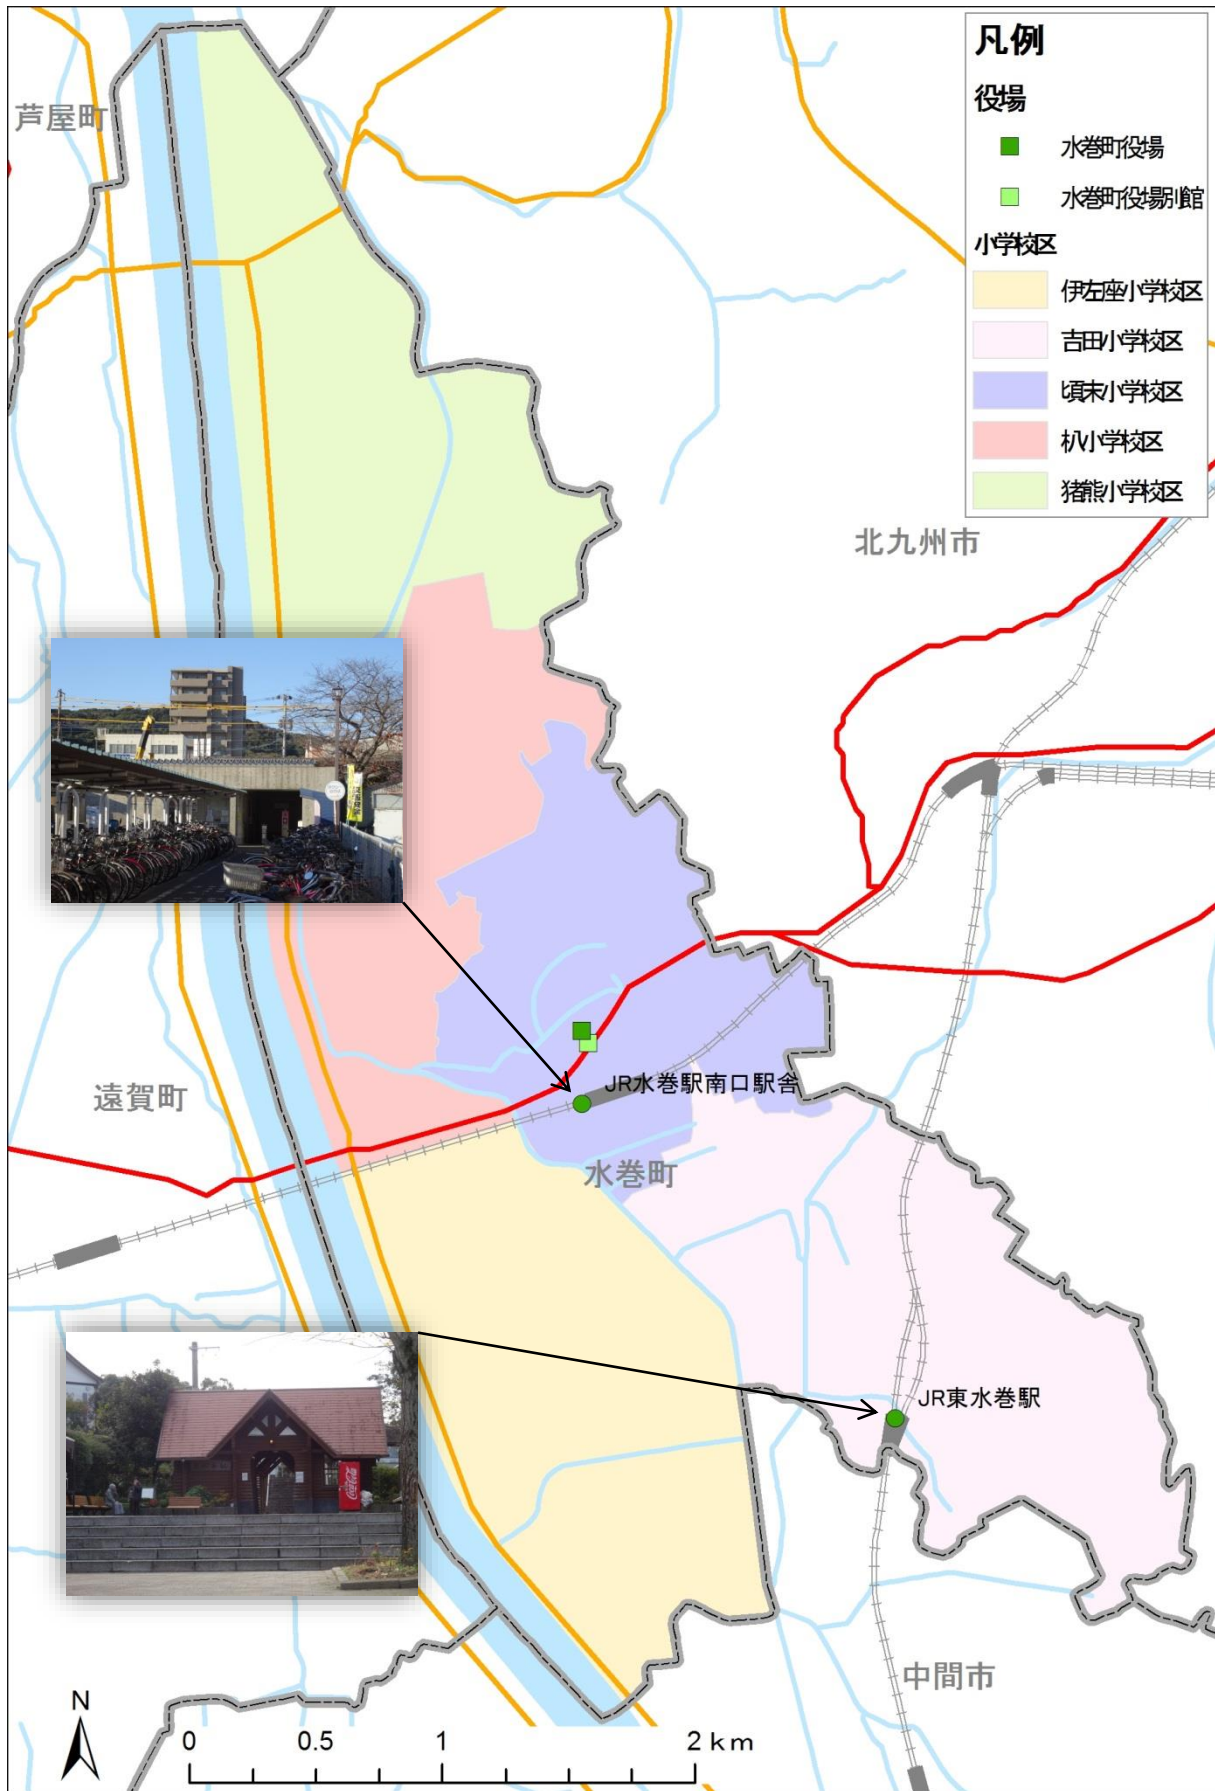 凡例
役場
水巻町役場
水巻町役場別館
小学校区
伊左座小学校区
吉田小学校区
頃末小学校区
朳小学校区
猪熊小学校区
芦屋町
北九州市
JR水巻駅南口駅舎
遠賀町
水巻町
JR東水巻駅
Coca-Cola
中間市
N
0 0.5 1 2 km